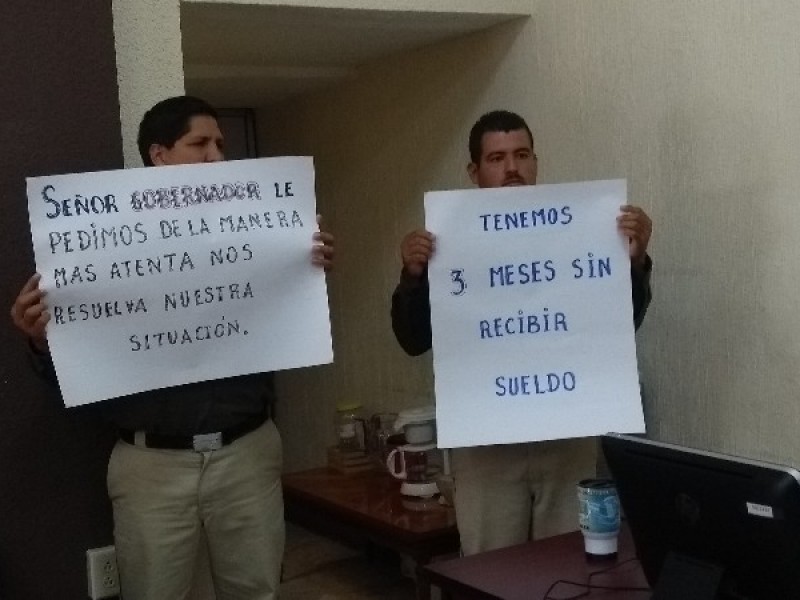 SEÑOR GOBERNADOR LE
PEDIMOS DE LA MANERA
MAS ATENTA NOS
RESUELVA NUESTRA
SITUACIÓN.
TENEMOS
3 MESES SIN
RECIBIR
SUELDO